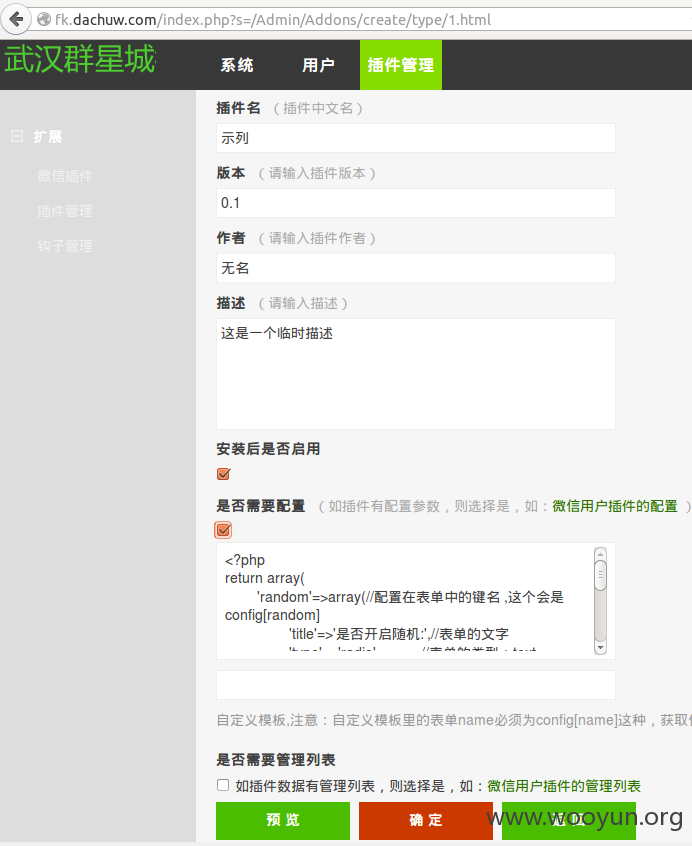 fk.dachuw.com/index.php?s=/Admin/Addons/create/type/1.html
武汉群星城
系统 用户 插件管理
扩展
微信插件
插件管理
钩子管理
插件名 （插件中文名）
示列
版本 （请输入插件版本）
0.1
作者 （请输入插件作者）
无名
描述 （请输入描述）
这是一个临时描述
安装后是否启用
是否需要配置 （如插件有配置参数，则选择是，如：微信用户插件的配置 ）
<?php
return array(
'random'=>array(//配置在表单中的键名 ,这个会是
config[random]
'title'=>'是否开启随机:',//表单的文字
自定义模板,注意：自定义模板里的表单name必须为config[name]这种，获取
是否需要管理列表
如插件数据有管理列表，则选择是，如：微信用户插件的管理列表
预 览 确 定
www.wooyun.org